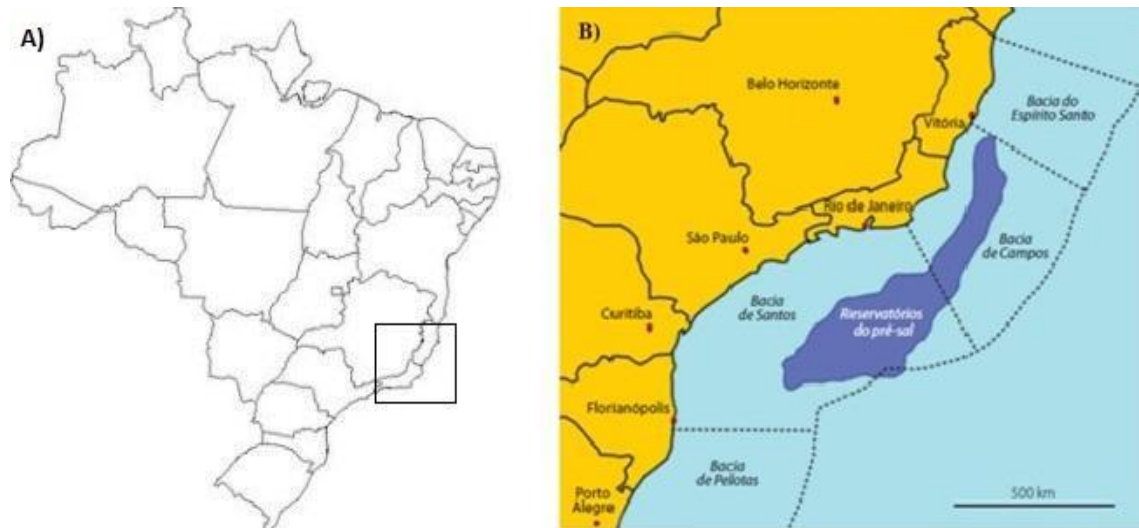 A)
B)
Belo Horizonte
Bacia do
Espírito Santo
Vitória
Rio de Janeiro
São Paulo
Bacia
de Campos
Bacia
de Santos
Reservatórios
do pré-sal
Curitiba
Florianópolis
Bacia
de Pelotas
Porto
Alegre
500 km